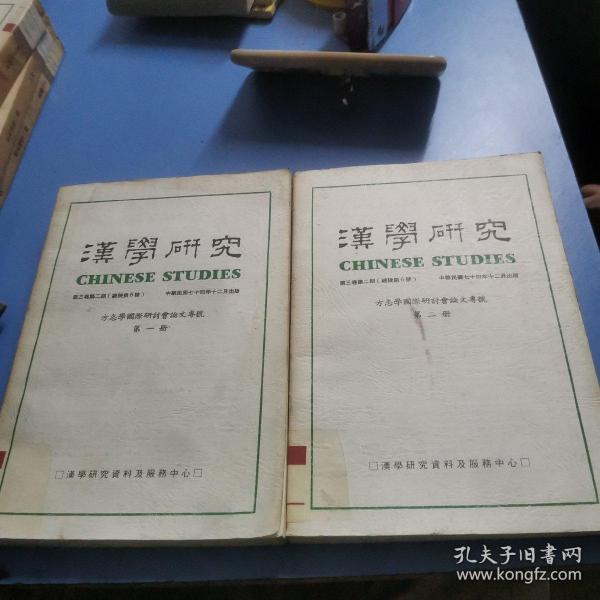 漢學研究
CHINESE STUDIES
第三卷第二期(總號第6號) 中華民國七十四年十二月出版
方志學國際研討會論文專號
第一册
□漢學研究資料及服務中心□
漢學研究
CHINESE STUDIES
第三卷第二期(總號第6號) 中華民國七十四年十二月出版
方志學國際研討會論文專號
第二册
□漢學研究資料及服務中心□
孔夫子旧书网
www.kongfz.com